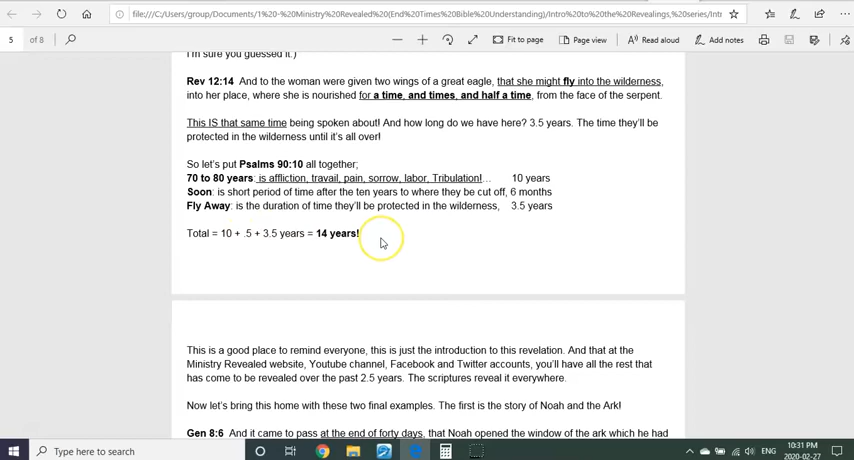 file:///C:/Users/group/Documents/1%20-%20Ministry%20Revealed%20(End%20Times%20Bible%20Understanding)/Intro%20to%20the%20Revealings,%20series/Intr
5 of 8 Fit to page Page view Read aloud Add notes
I'm sure you guessed it.)
Rev 12:14 And to the woman were given two wings of a great eagle, that she might fly into the wilderness,
into her place, where she is nourished for a time, and times, and half a time, from the face of the serpent.
This IS that same time being spoken about! And how long do we have here? 3.5 years. The time they'll be
protected in the wilderness until it's all over!
So let's put Psalms 90:10 all together;
70 to 80 years: is affliction, travail, pain, sorrow, labor, Tribulation!... 10 years
Soon: is short period of time after the ten years to where they be cut off, 6 months
Fly Away: is the duration of time they'll be protected in the wilderness, 3.5 years
Total = 10 + .5 + 3.5 years = 14 years!
This is a good place to remind everyone, this is just the introduction to this revelation. And that at the
Ministry Revealed website, Youtube channel, Facebook and Twitter accounts, you'll have all the rest that
has come to be revealed over the past 2.5 years. The scriptures reveal it everywhere.
Now let's bring this home with these two final examples. The first is the story of Noah and the Ark!
Gen 8:6 And it came to pass at the end of forty days, that Noah opened the window of the ark which he had
Type here to search
ENG
10:31 PM
2020-02-27